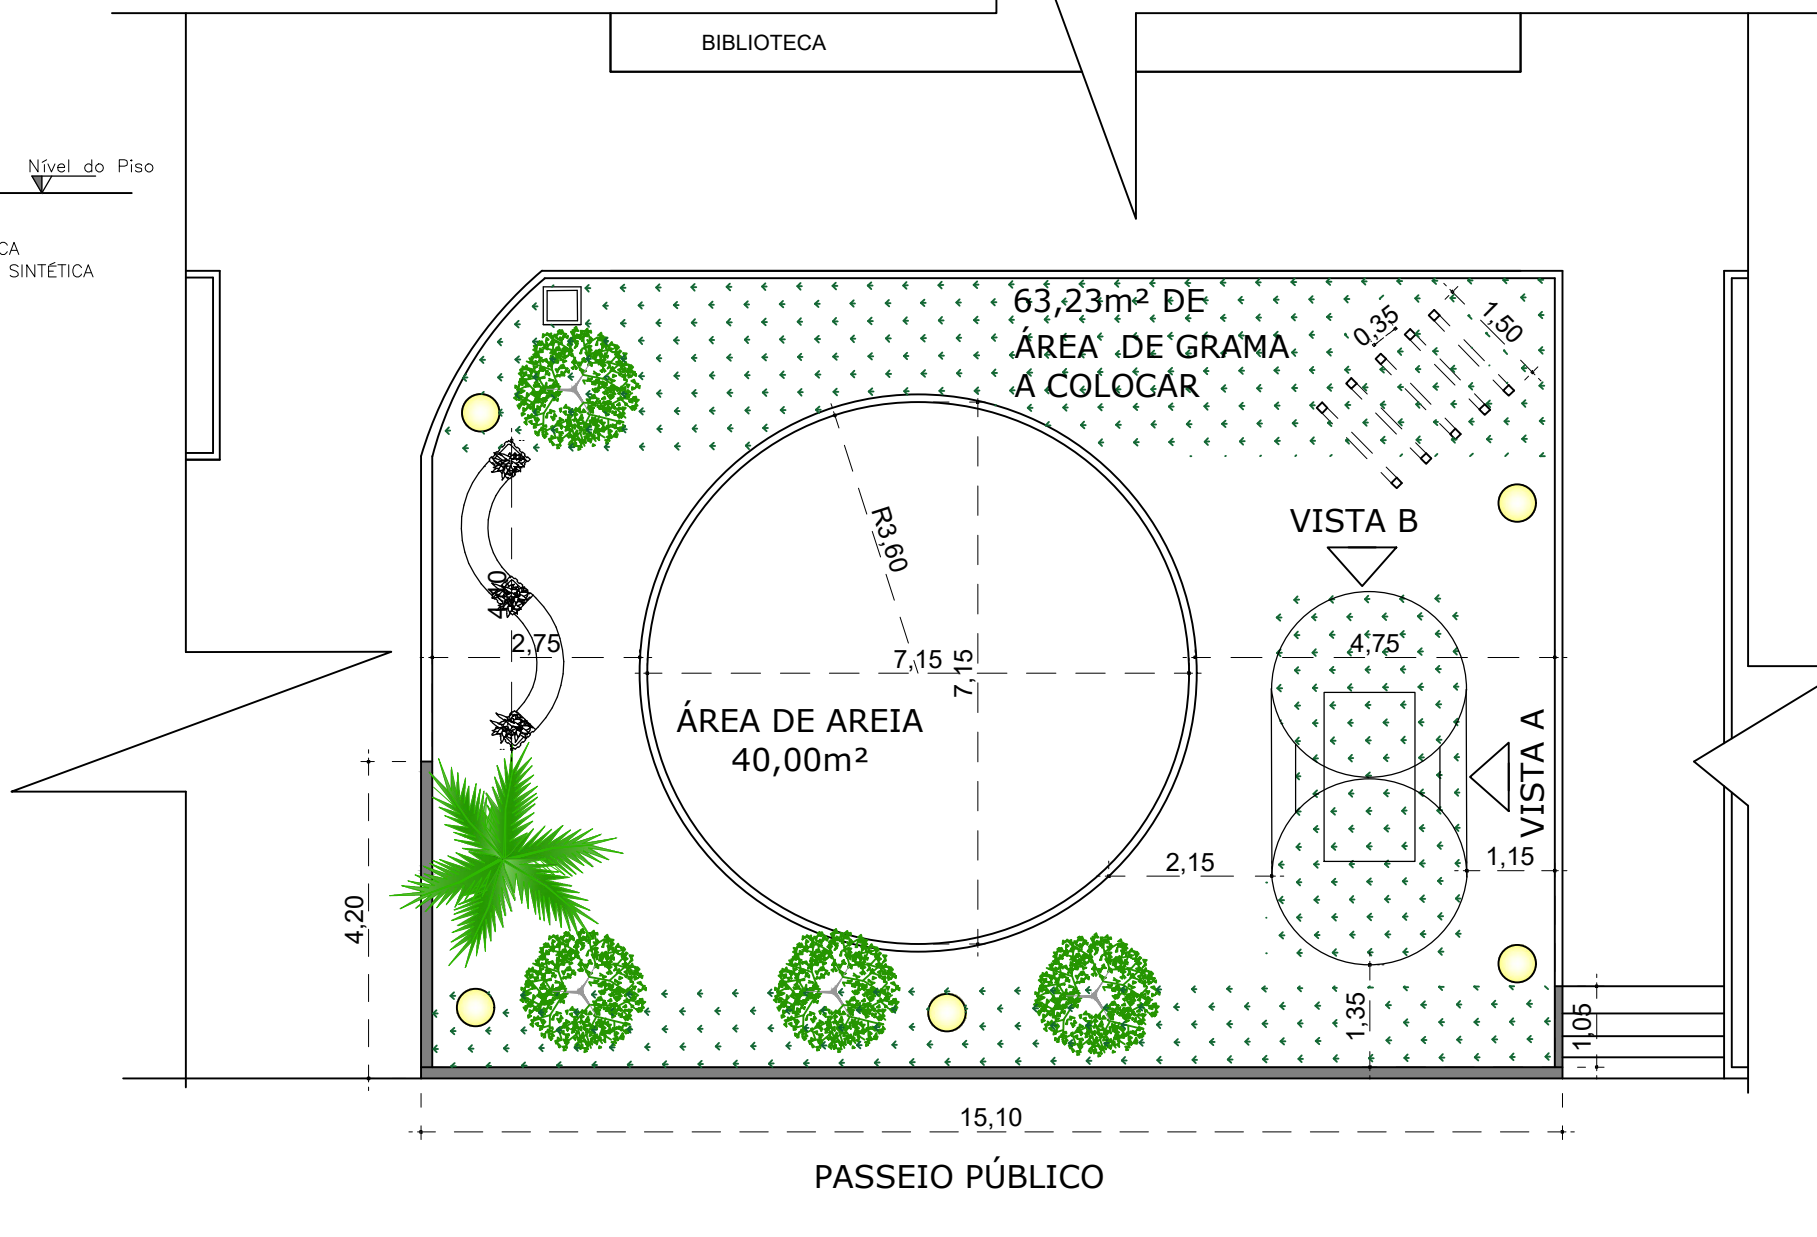 BIBLIOTECA
Nível do Piso
CA
SINTÉTICA
63,23m² DE
ÁREA DE GRAMA
A COLOCAR
0,35
1,50
R3,60
VISTA B
2,75
7,15
7,15
4,75
ÁREA DE AREIA
40,00m²
VISTA A
2,15
1,15
4,20
1,35
1,05
15,10
PASSEIO PÚBLICO